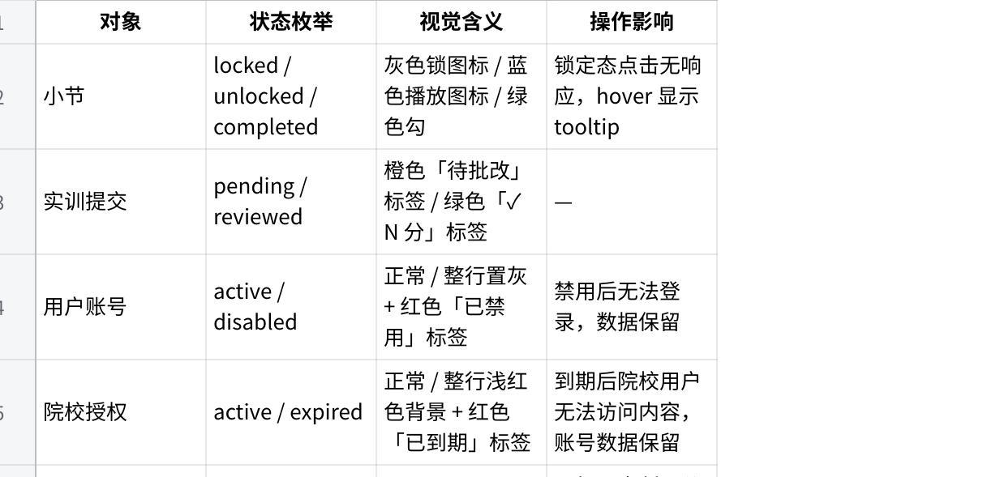 对象 状态枚举 视觉含义 操作影响
小节
locked /
unlocked /
completed
灰色锁图标 / 蓝
色播放图标 / 绿
色勾
锁定态点击无响
应，hover 显示
tooltip
实训提交
pending /
reviewed
橙色「待批改」
标签 / 绿色「✓
N 分」标签
—
用户账号
active /
disabled
正常 / 整行置灰
+ 红色「已禁
用」标签
禁用后无法登
录，数据保留
院校授权
active / expired
正常 / 整行浅红
色背景 + 红色
「已到期」标签
到期后院校用户
无法访问内容，
账号数据保留